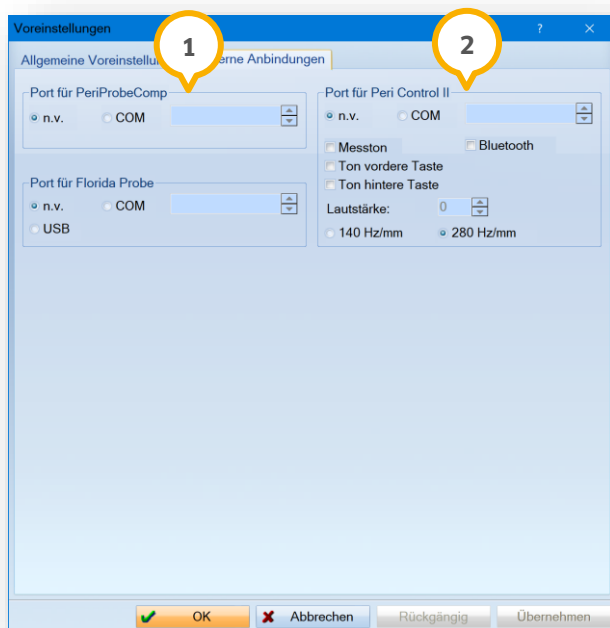 Voreinstellungen ? ×
1
2
Allgemeine Voreinstellu erne Anbindungen
Port für PeriProbeComp
n.v. COM
Port für Florida Probe
n.v. COM
USB
Port für Peri Control II
n.v. COM
Messton Bluetooth
Ton vordere Taste
Ton hintere Taste
Lautstärke: 0
140 Hz/mm 280 Hz/mm
OK Abbrechen Rückgängig Übernehmen